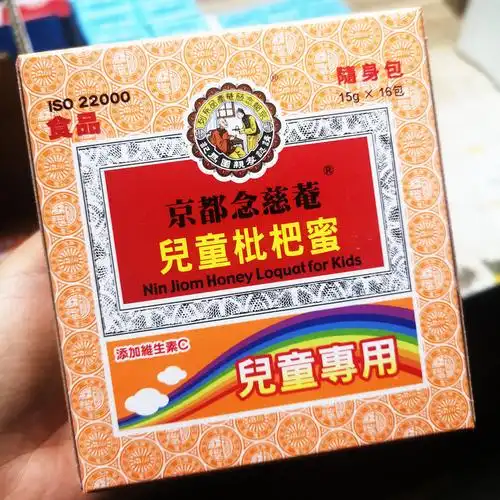 ISO 22000
食品
隨身包
15g × 16包
京都念慈菴®
兒童枇杷蜜
Nin Jiom Honey Loquat for Kids
添加維生素C
兒童專用